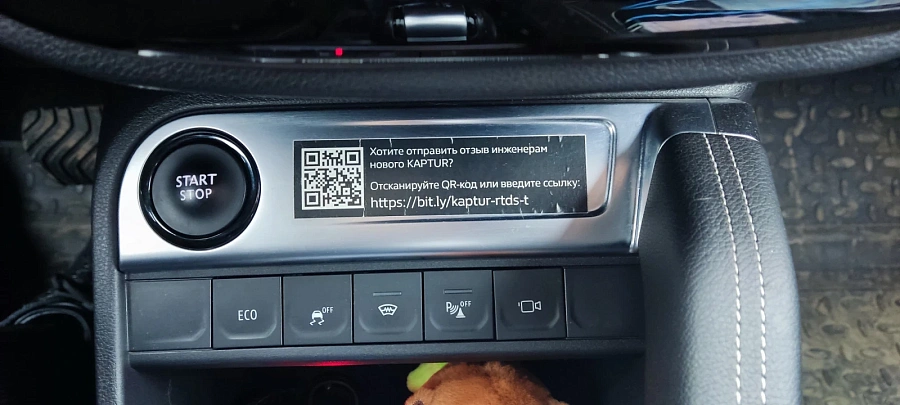 START
STOP
Хотите отправить отзыв инженерам
нового KAPTUR?
Отсканируйте QR-код или введите ссылку:
https://bit.ly/kaptur-rtds-t
ECO
OFF
P OFF